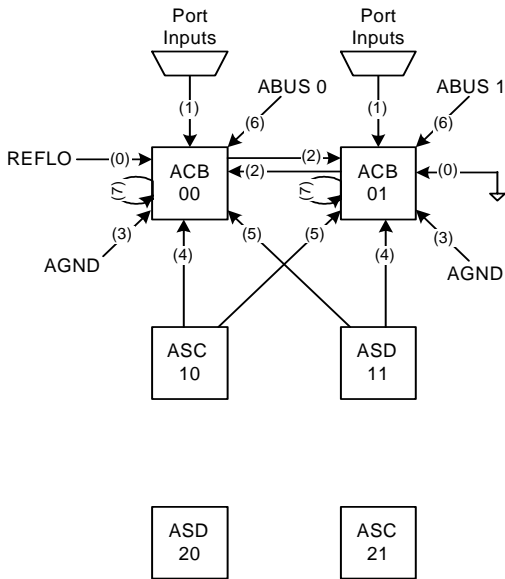 Port
Inputs
Port
Inputs
ABUS 0
ABUS 1
(1)
(6)
(1)
(6)
REFLO
(0)
ACB
00
(2)
(2)
ACB
01
(0)
(7)
(7)
(3)
(4)
(5)
(5)
(4)
(3)
AGND
AGND
ASC
10
ASD
11
ASD
20
ASC
21